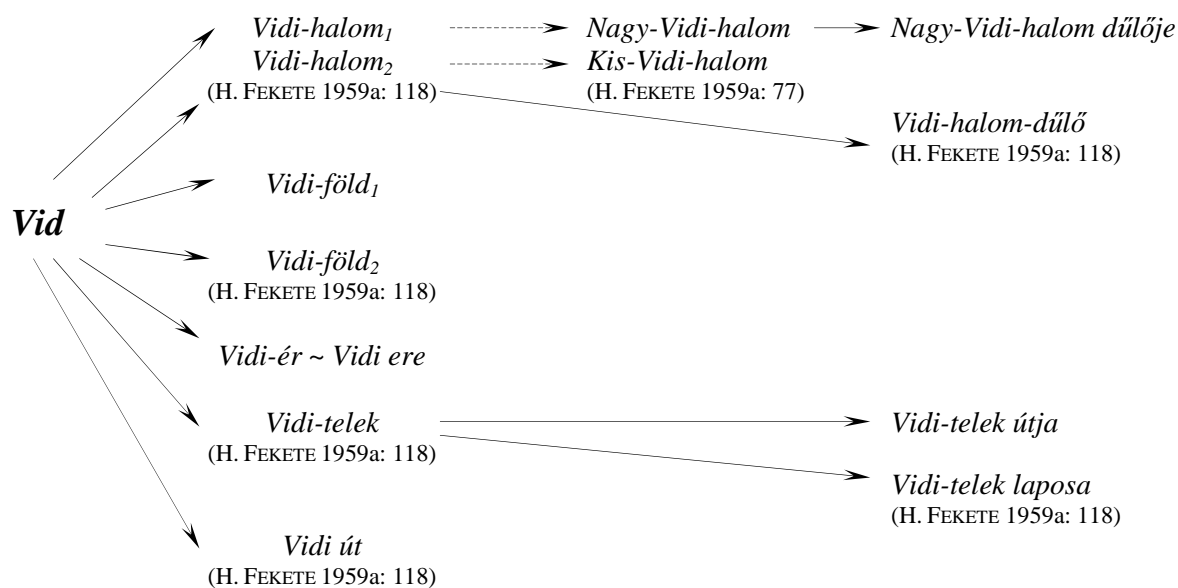 Vidi-halom1 Nagy-Vidi-halom Nagy-Vidi-halom dűlője
Vidi-halom2 Kis-Vidi-halom
(H. FEKETE 1959a: 118) (H. FEKETE 1959a: 77)
Vidi-halom-dűlő
(H. FEKETE 1959a: 118)
Vidi-föld1
Vid
Vidi-föld2
(H. FEKETE 1959a: 118)
Vidi-ér ~ Vidi ere
Vidi-telek Vidi-telek útja
(H. FEKETE 1959a: 118)
Vidi-telek laposa
(H. FEKETE 1959a: 118)
Vidi út
(H. FEKETE 1959a: 118)